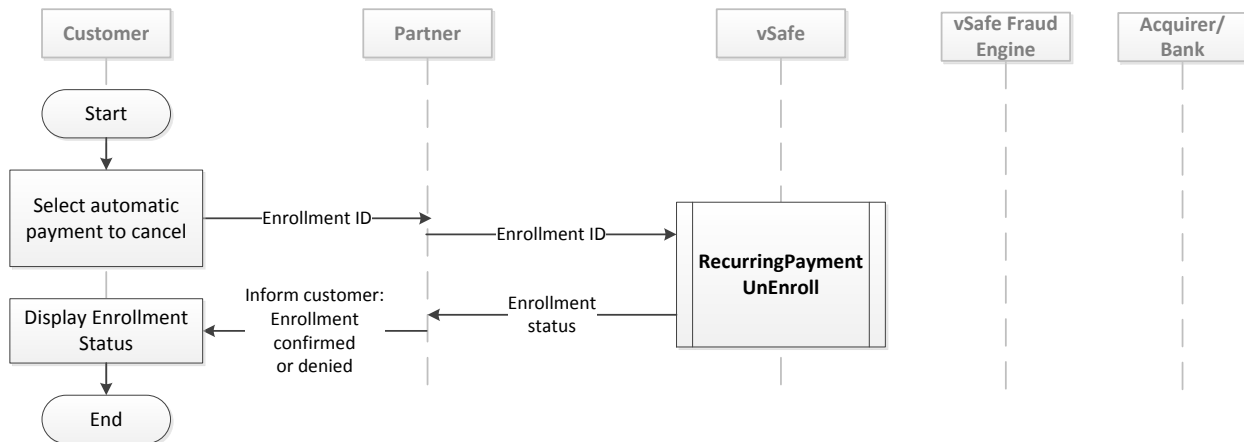 Customer
Partner
vSafe
vSafe Fraud
Engine
Acquirer/
Bank
Start
Select automatic
payment to cancel
Enrollment ID
Enrollment ID
RecurringPayment
UnEnroll
Enrollment
status
Inform customer:
Enrollment
confirmed
or denied
Display Enrollment
Status
End